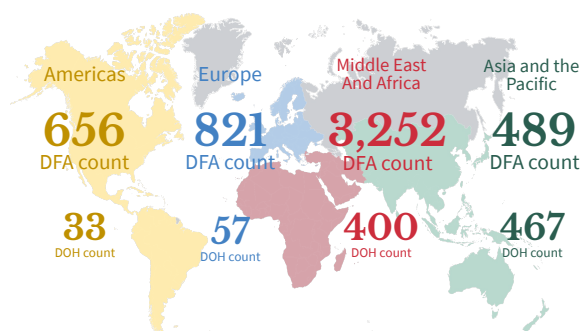 Americas
656
DFA count
33
DOH count
Europe
821
DFA count
57
DOH count
Middle East
And Africa
3,252
DFA count
400
DOH count
Asia and the
Pacific
489
DFA count
467
DOH count